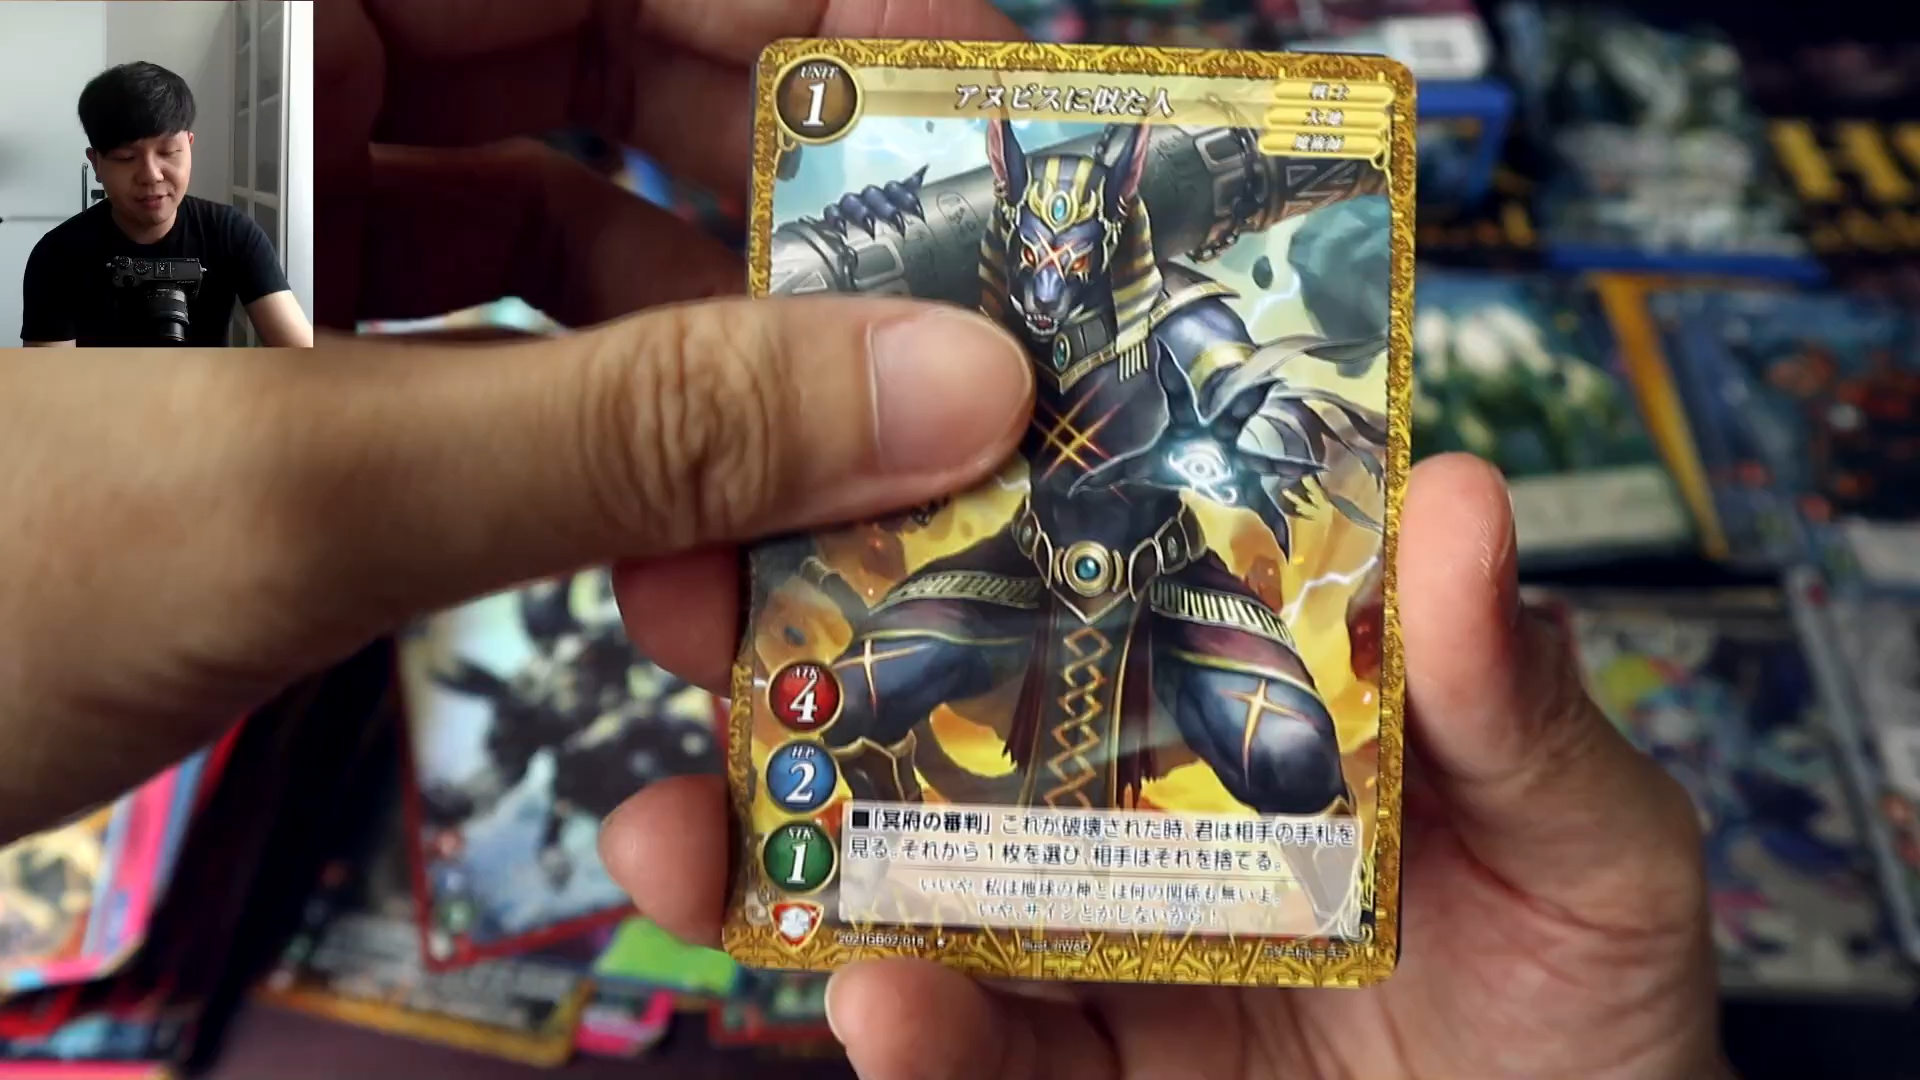 UNIT
1
アヌビスに似た人
戦士
大地
魔術師
ATK
4
H.P
2
STK
1
■「冥府の審判」これが破壊された時、君は相手の手札を
見る。それから1枚を選び、相手はそれを捨てる。
いいや、私は地球の神とは何の関係も無いよ。
いや、サインとかしないから!
2021GB02-018
Illust.